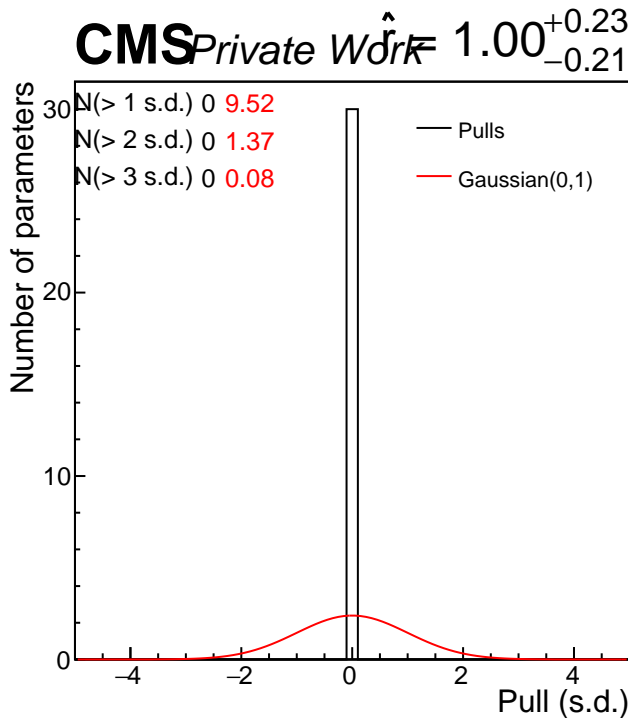 CMS Private Work r̂ = 1.00 +0.23 −0.21
N(> 1 s.d.) 0 9.52
N(> 2 s.d.) 0 1.37
N(> 3 s.d.) 0 0.08
Pulls
Gaussian(0,1)
Number of parameters
30
20
10
0
−4 −2 0 2 4
Pull (s.d.)